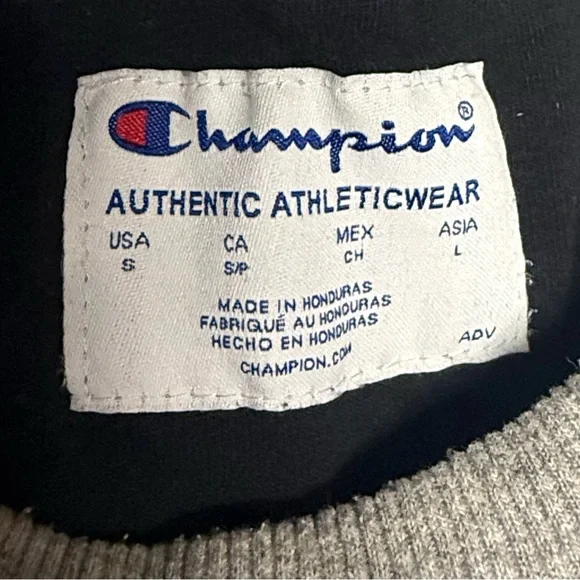 Champion®
AUTHENTIC ATHLETICWEAR
USA CA MEX ASIA
S S/P CH L
MADE IN HONDURAS
FABRIQUÉ AU HONDURAS
HECHO EN HONDURAS
CHAMPION.COM
ADV